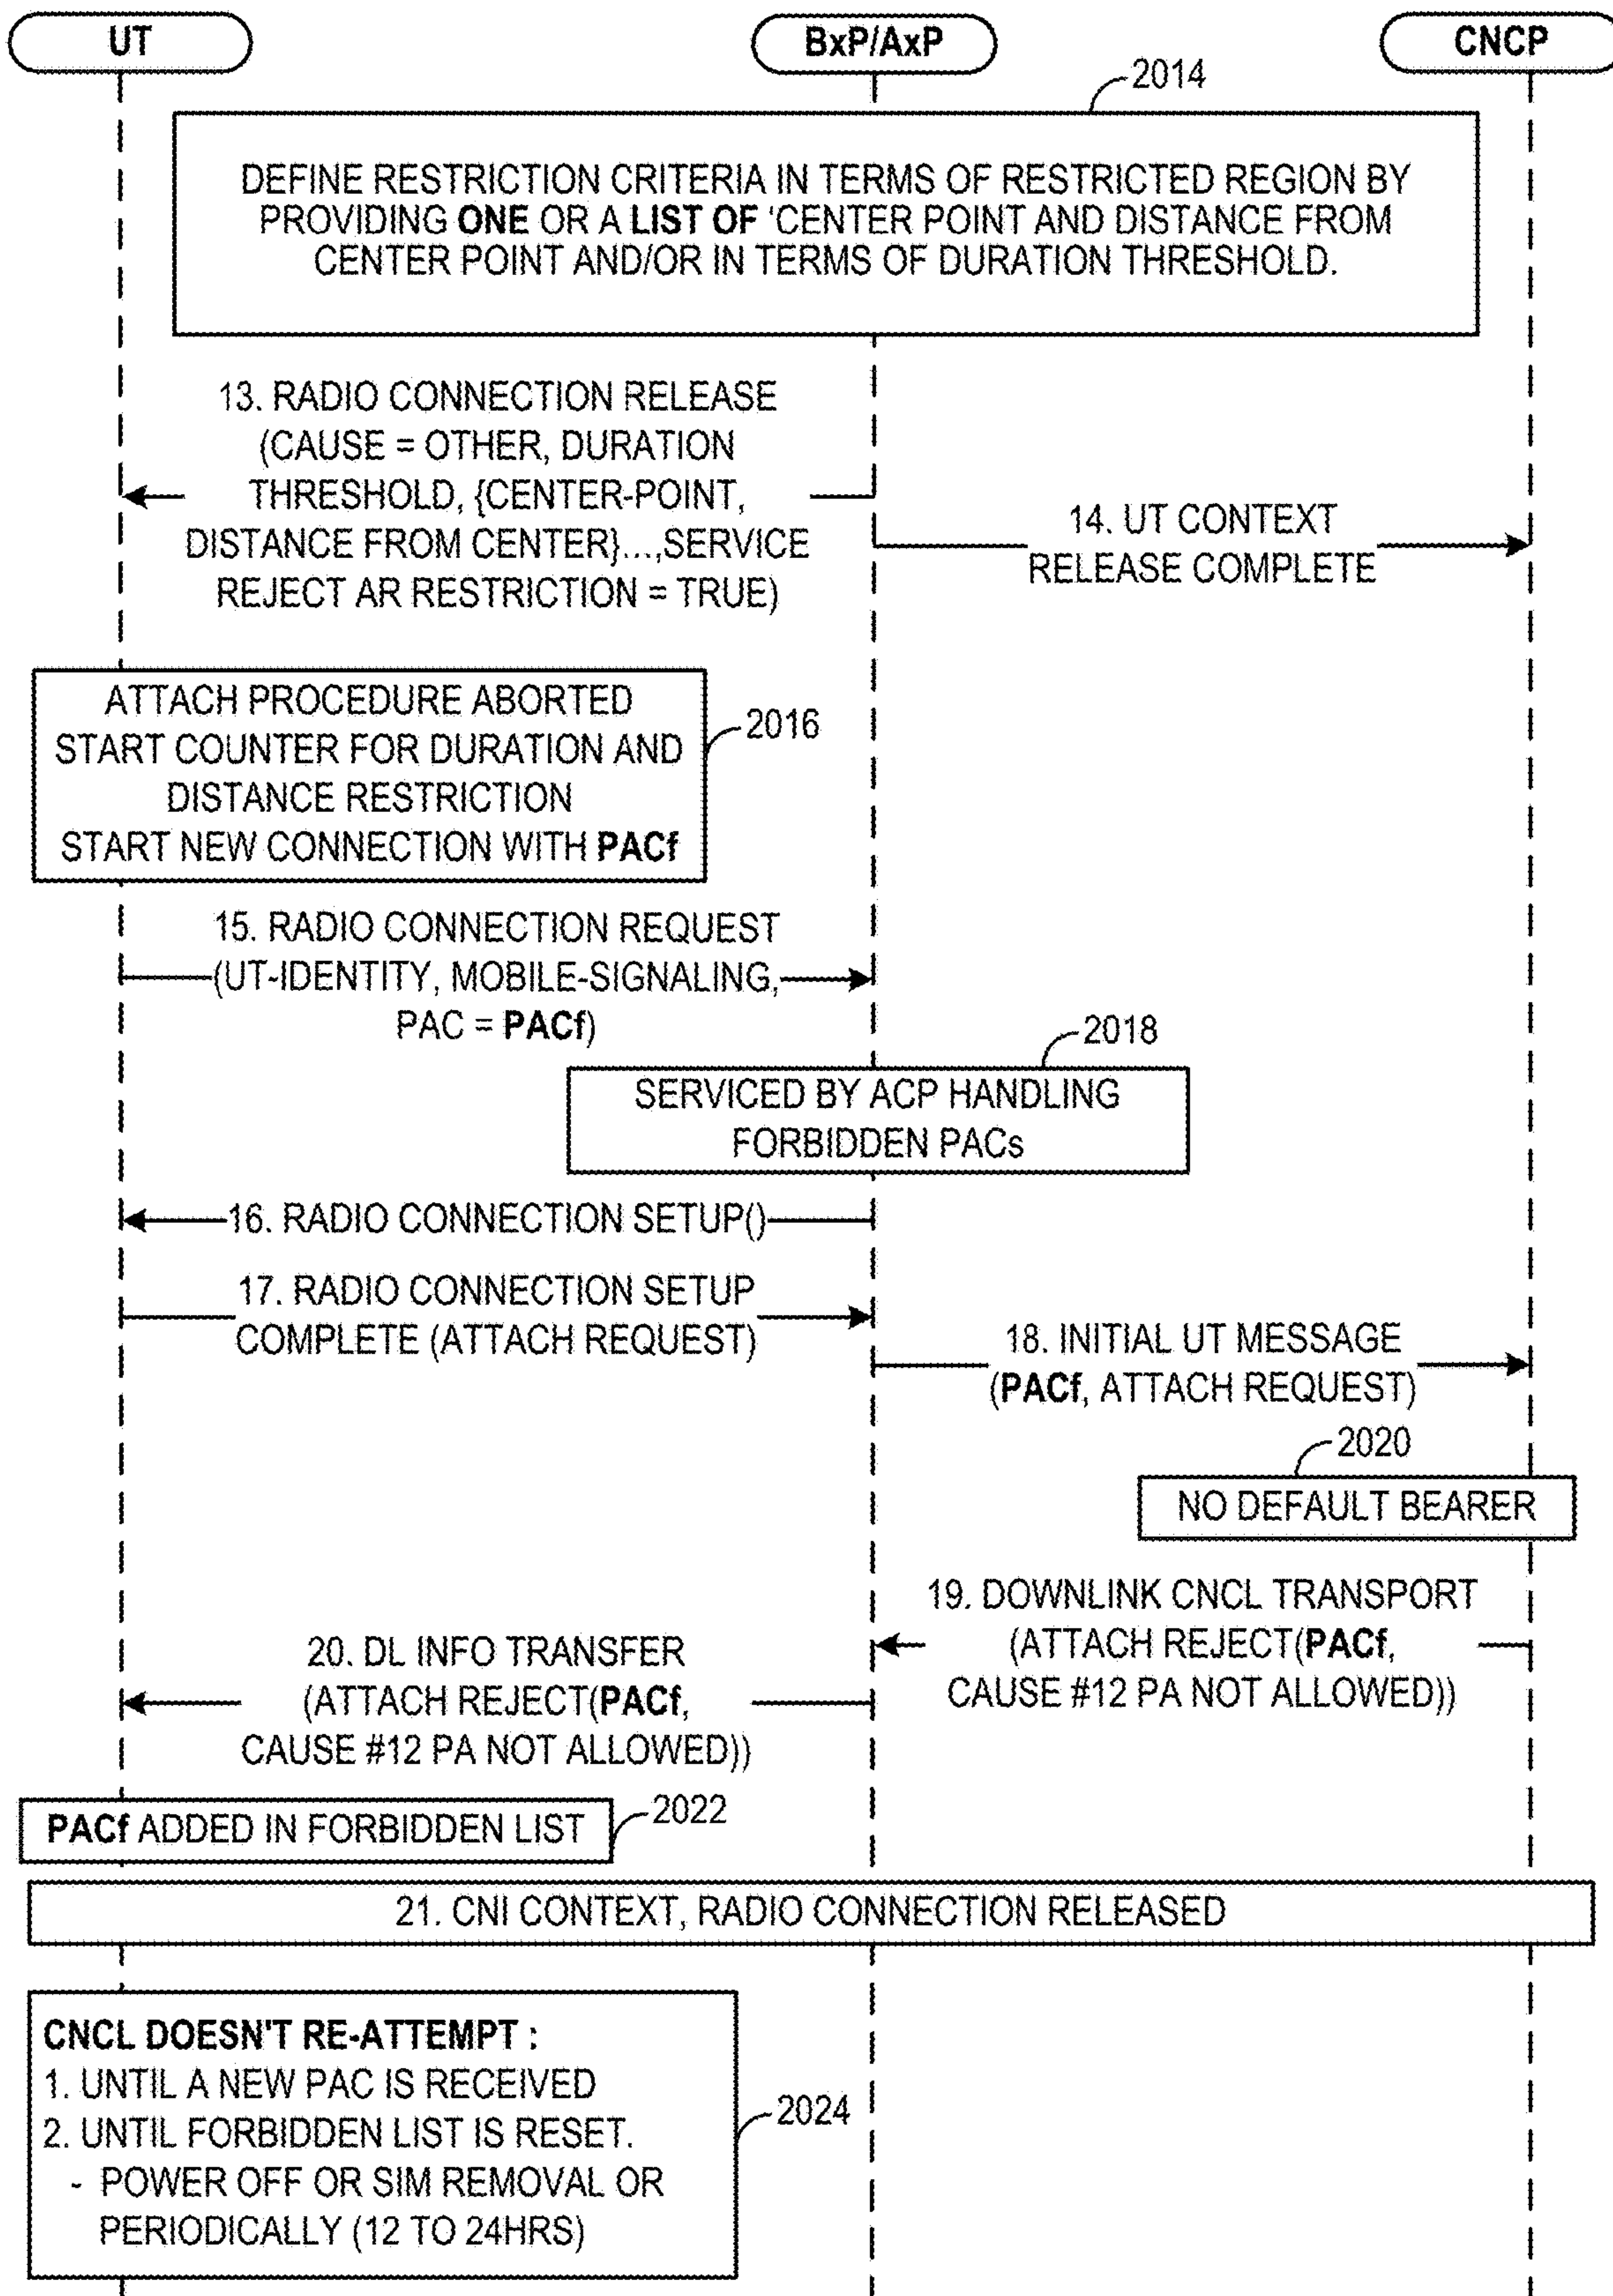 UT
BxP/AxP
CNCP
2014
DEFINE RESTRICTION CRITERIA IN TERMS OF RESTRICTED REGION BY
PROVIDING ONE OR A LIST OF 'CENTER POINT AND DISTANCE FROM
CENTER POINT AND/OR IN TERMS OF DURATION THRESHOLD.
13. RADIO CONNECTION RELEASE
(CAUSE = OTHER, DURATION
THRESHOLD, {CENTER-POINT,
DISTANCE FROM CENTER}...,SERVICE
REJECT AR RESTRICTION = TRUE)
14. UT CONTEXT
RELEASE COMPLETE
ATTACH PROCEDURE ABORTED
START COUNTER FOR DURATION AND
DISTANCE RESTRICTION
START NEW CONNECTION WITH PACf
2016
15. RADIO CONNECTION REQUEST
(UT-IDENTITY, MOBILE-SIGNALING,
PAC = PACf)
2018
SERVICED BY ACP HANDLING
FORBIDDEN PACs
16. RADIO CONNECTION SETUP()
17. RADIO CONNECTION SETUP
COMPLETE (ATTACH REQUEST)
18. INITIAL UT MESSAGE
(PACf, ATTACH REQUEST)
2020
NO DEFAULT BEARER
19. DOWNLINK CNCL TRANSPORT
(ATTACH REJECT(PACf,
CAUSE #12 PA NOT ALLOWED))
20. DL INFO TRANSFER
(ATTACH REJECT(PACf,
CAUSE #12 PA NOT ALLOWED))
PACf ADDED IN FORBIDDEN LIST
2022
21. CNI CONTEXT, RADIO CONNECTION RELEASED
CNCL DOESN'T RE-ATTEMPT :
1. UNTIL A NEW PAC IS RECEIVED
2. UNTIL FORBIDDEN LIST IS RESET.
- POWER OFF OR SIM REMOVAL OR
PERIODICALLY (12 TO 24HRS)
2024